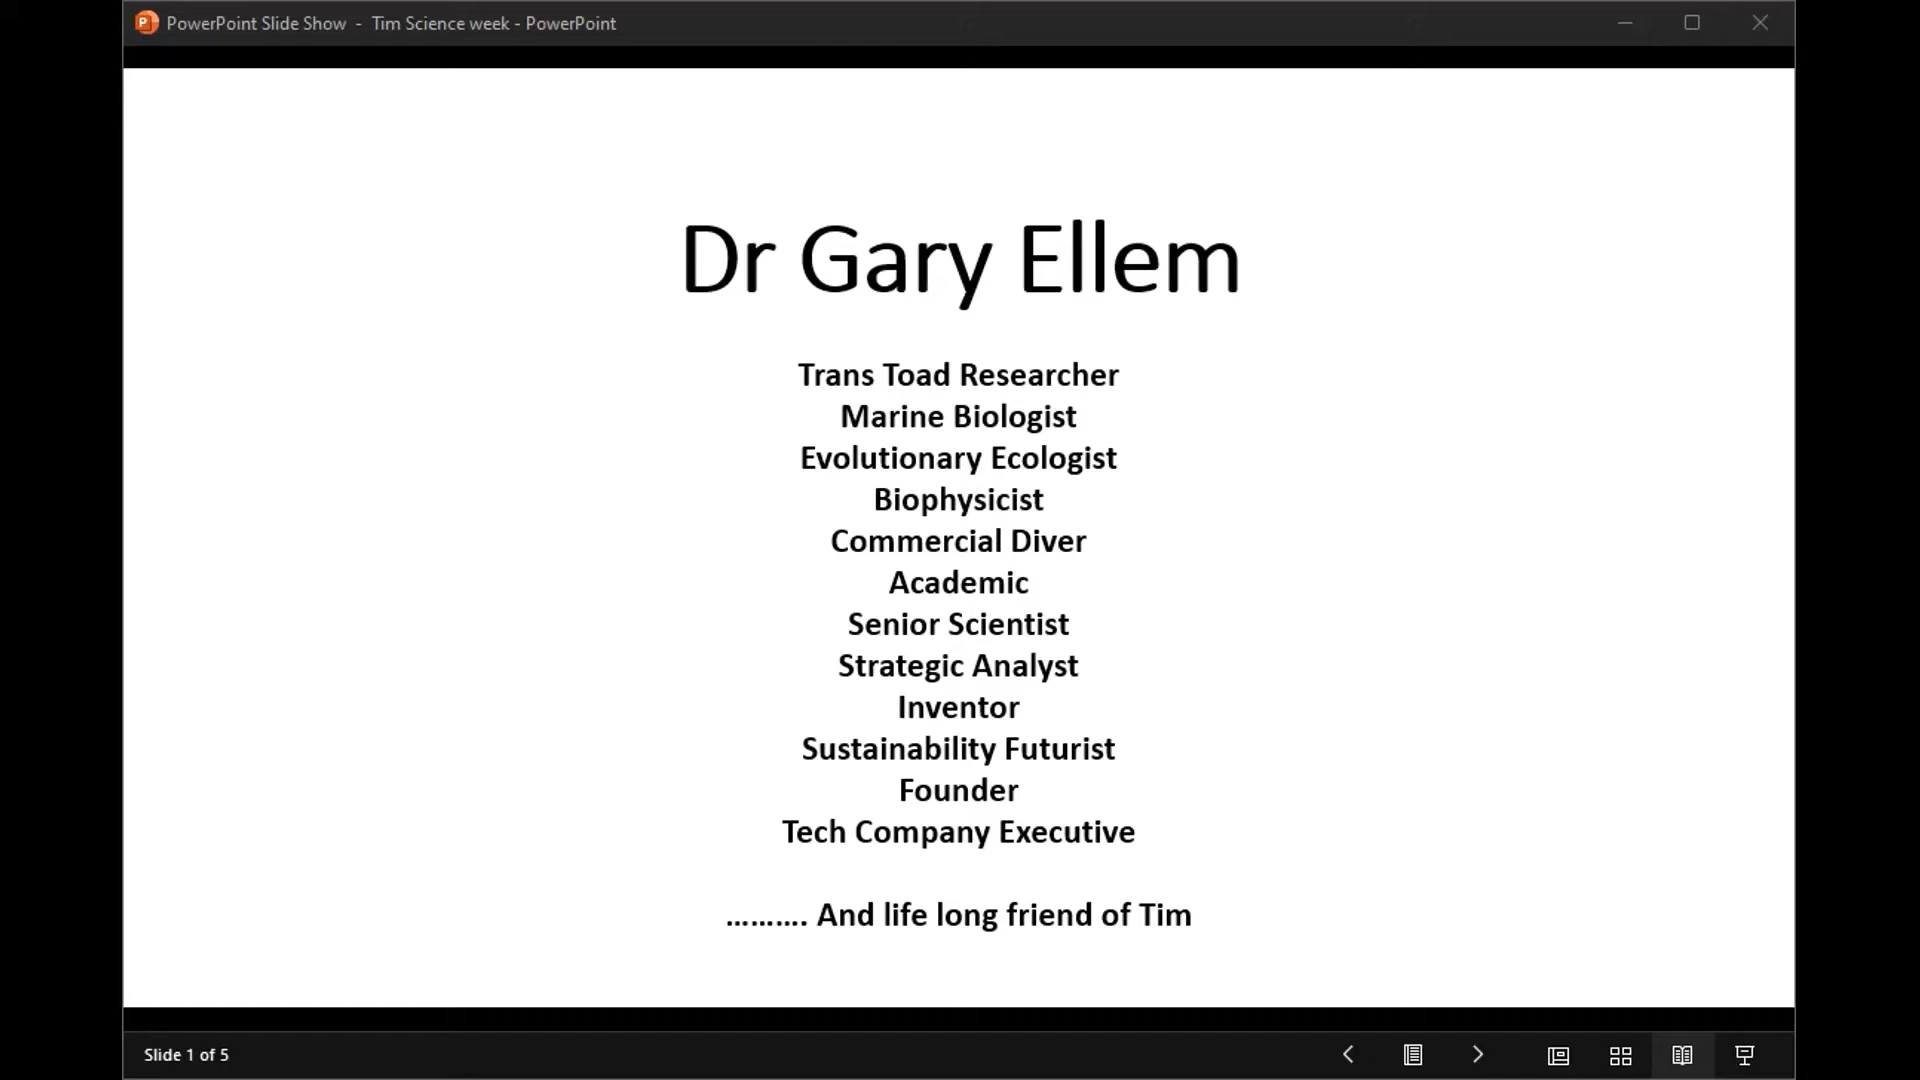 PowerPoint Slide Show - Tim Science week - PowerPoint
Dr Gary Ellem
Trans Toad Researcher
Marine Biologist
Evolutionary Ecologist
Biophysicist
Commercial Diver
Academic
Senior Scientist
Strategic Analyst
Inventor
Sustainability Futurist
Founder
Tech Company Executive
………. And life long friend of Tim
Slide 1 of 5